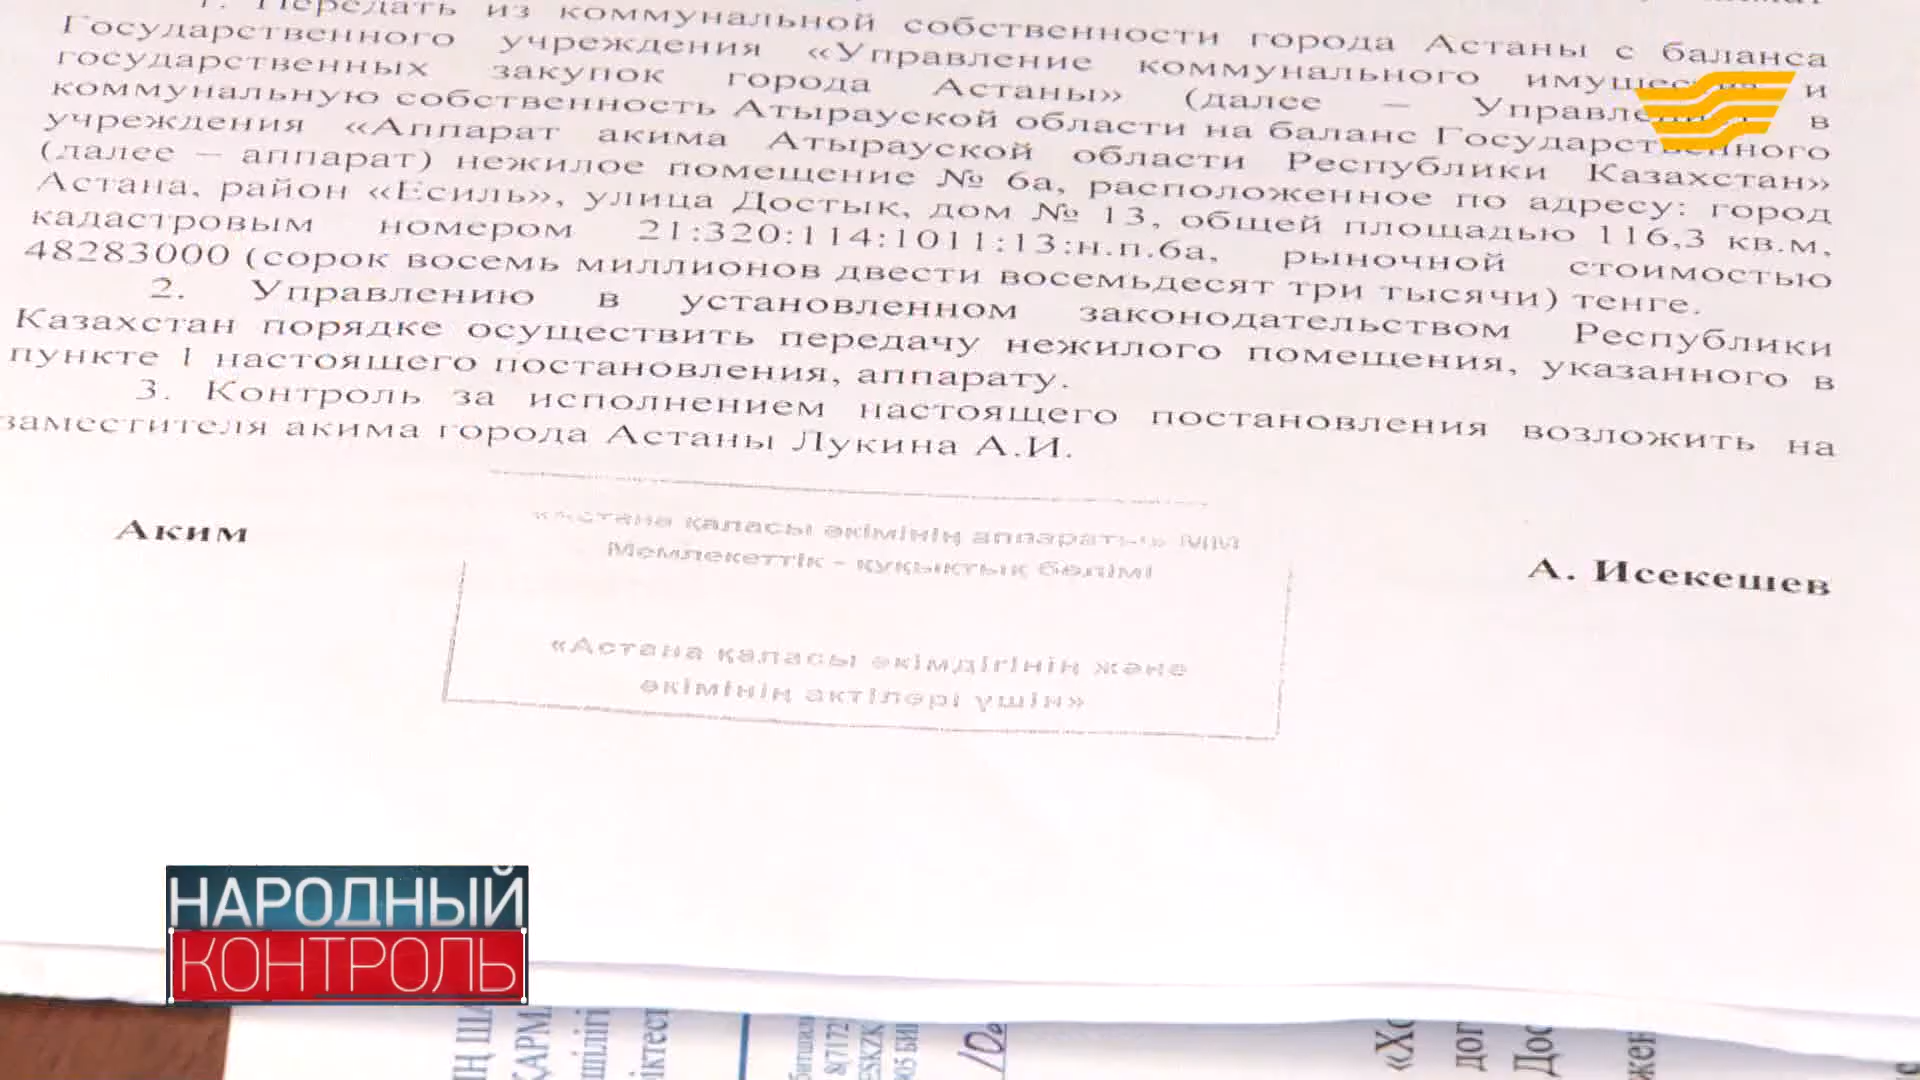 1. Передать из коммунальной собственности города Астаны с баланса
Государственного учреждения «Управление коммунального имущества и
государственных закупок города Астаны» (далее – Управление) в
коммунальную собственность Атырауской области на баланс Государственного
учреждения «Аппарат акима Атырауской области Республики Казахстан»
(далее – аппарат) нежилое помещение № 6а, расположенное по адресу: город
Астана, район «Есиль», улица Достык, дом № 13, общей площадью 116,3 кв.м,
кадастровым номером 21:320:114:1011:13:н.п.6а, рыночной стоимостью
48283000 (сорок восемь миллионов двести восемьдесят три тысячи) тенге.
2. Управлению в установленном законодательством Республики
Казахстан порядке осуществить передачу нежилого помещения, указанного в
пункте 1 настоящего постановления, аппарату.
3. Контроль за исполнением настоящего постановления возложить на
заместителя акима города Астаны Лукина А.И.
Аким
А. Исекешев
«Астана қаласы әкімінің аппараты» ММ
Мемлекеттік - құқықтық бөлімі
«Астана қаласы әкімдігінің және
әкімінің актілері үшін»
НАРОДНЫЙ
КОНТРОЛЬ